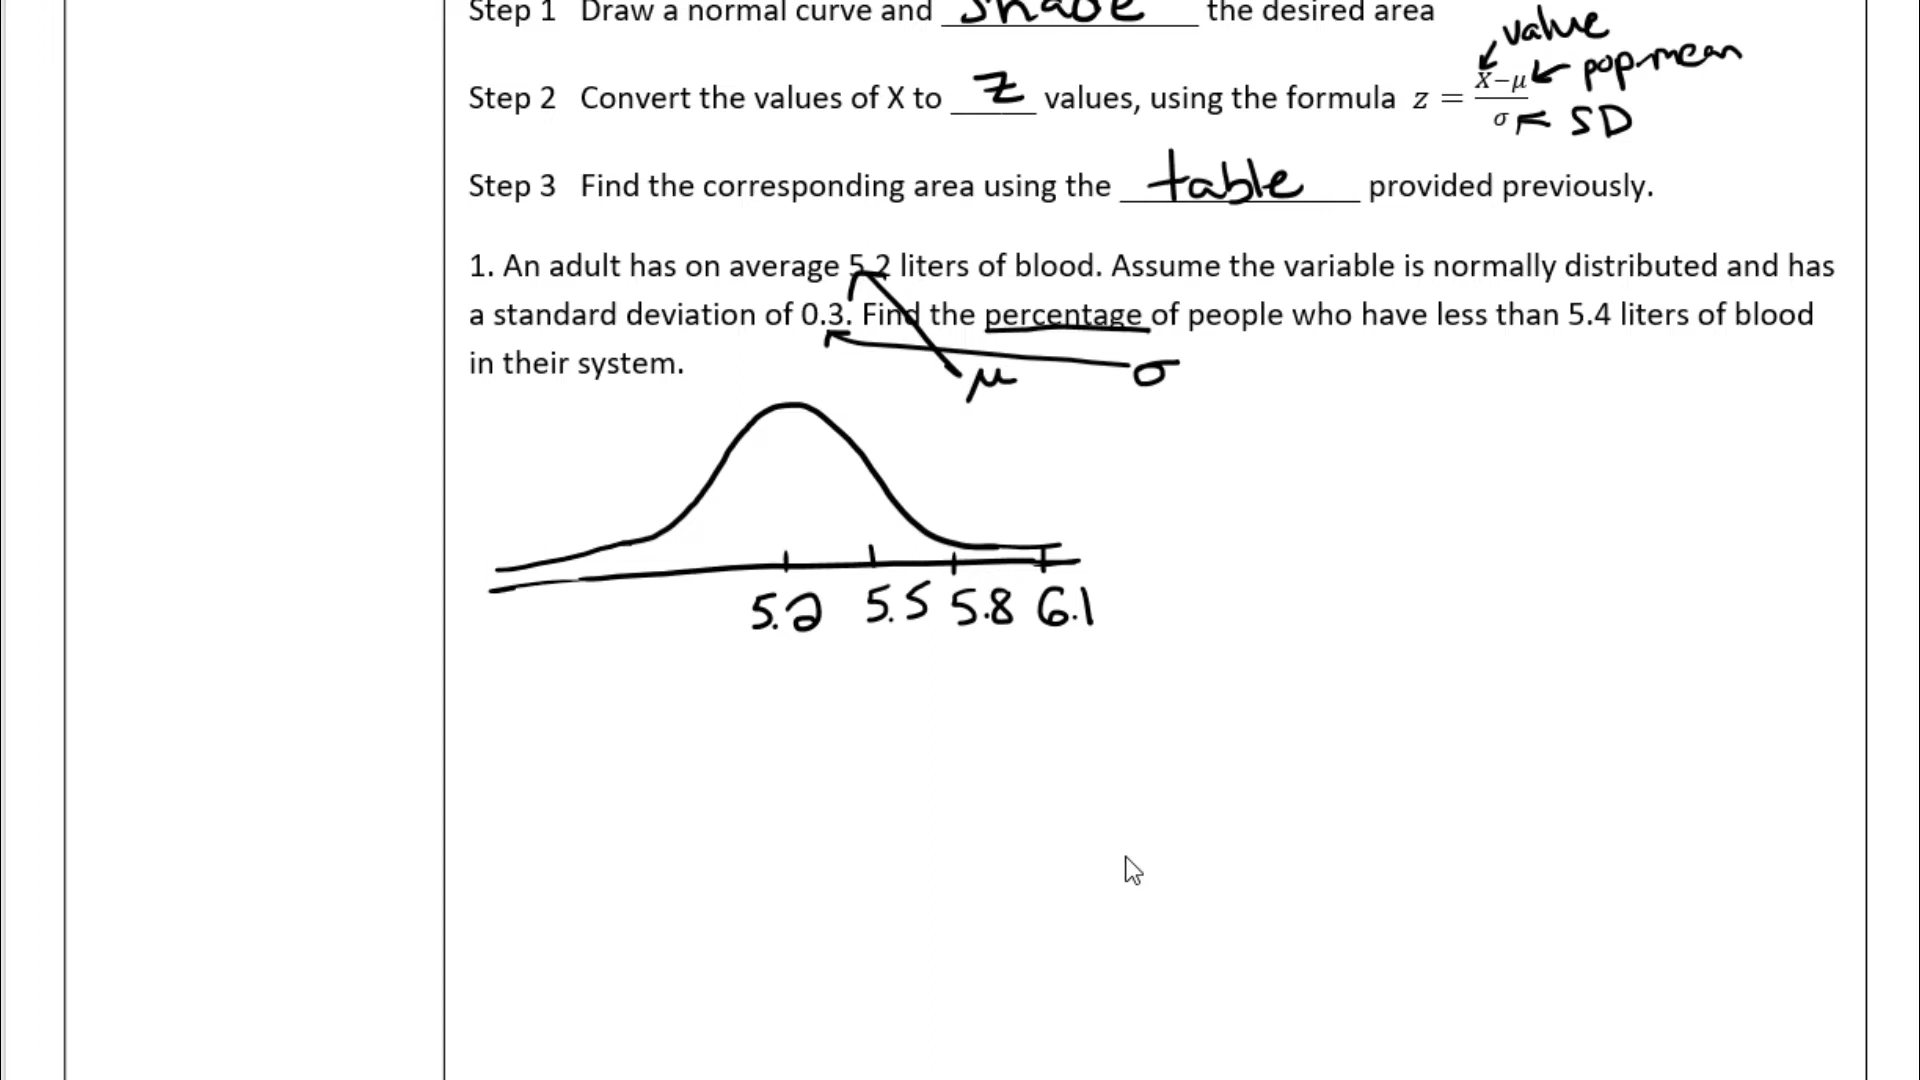 Step 1 Draw a normal curve and shade the desired area
value
pop.mean
Step 2 Convert the values of X to z values, using the formula z = X−μ/σ
SD
Step 3 Find the corresponding area using the table provided previously.
1. An adult has on average 5.2 liters of blood. Assume the variable is normally distributed and has
a standard deviation of 0.3. Find the percentage of people who have less than 5.4 liters of blood
in their system.
μ σ
5.2 5.5 5.8 6.1